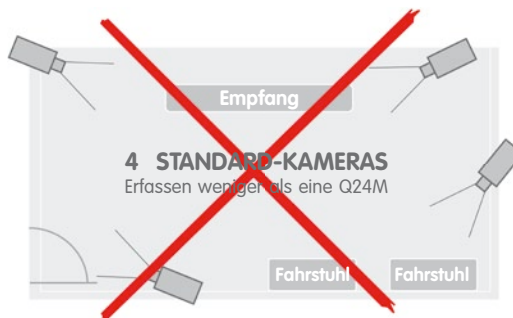 Empfang
4 STANDARD-KAMERAS
Erfassen weniger als eine Q24M
Fahrstuhl Fahrstuhl